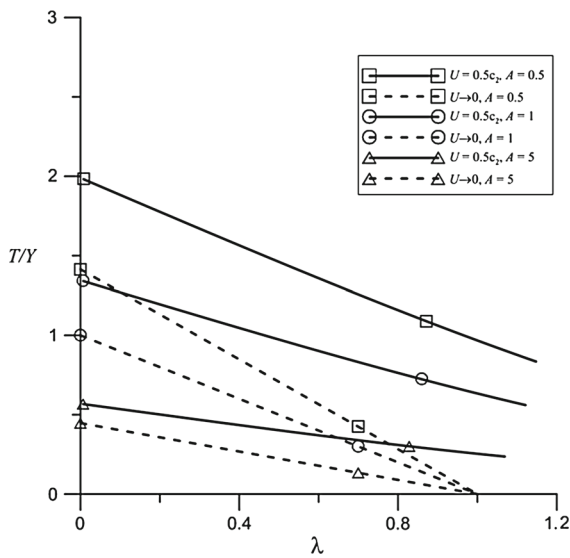 3
U = 0.5c₂, A = 0.5
U→0, A = 0.5
U = 0.5c₂, A = 1
U→0, A = 1
U = 0.5c₂, A = 5
U→0, A = 5
2
T/Y
1
0
0 0.4 0.8 1.2
λ